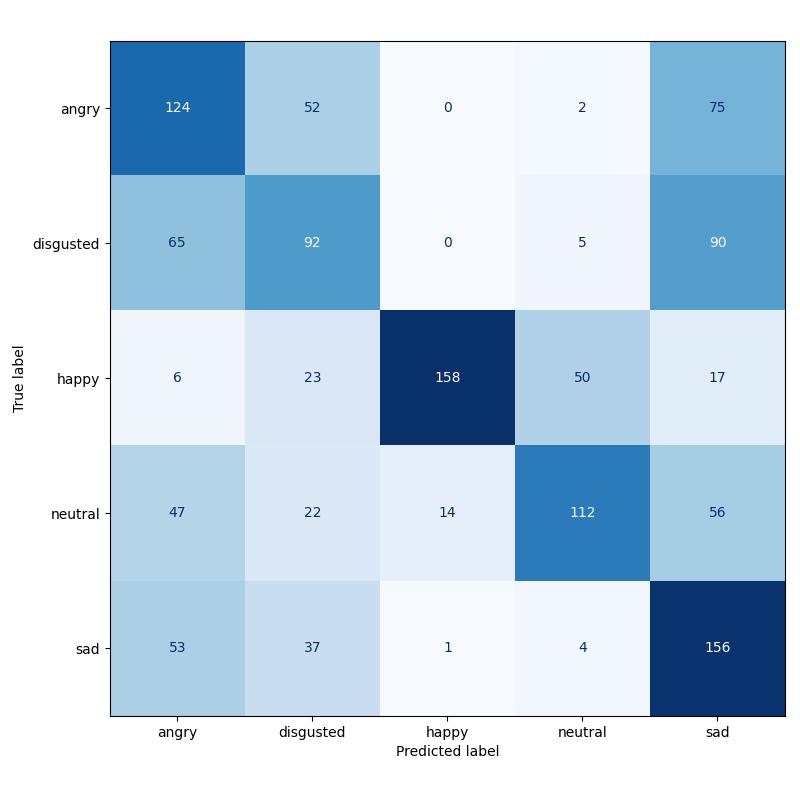 angry 124 52 0 2 75
disgusted 65 92 0 5 90
True label
happy 6 23 158 50 17
neutral 47 22 14 112 56
sad 53 37 1 4 156
angry disgusted happy neutral sad
Predicted label